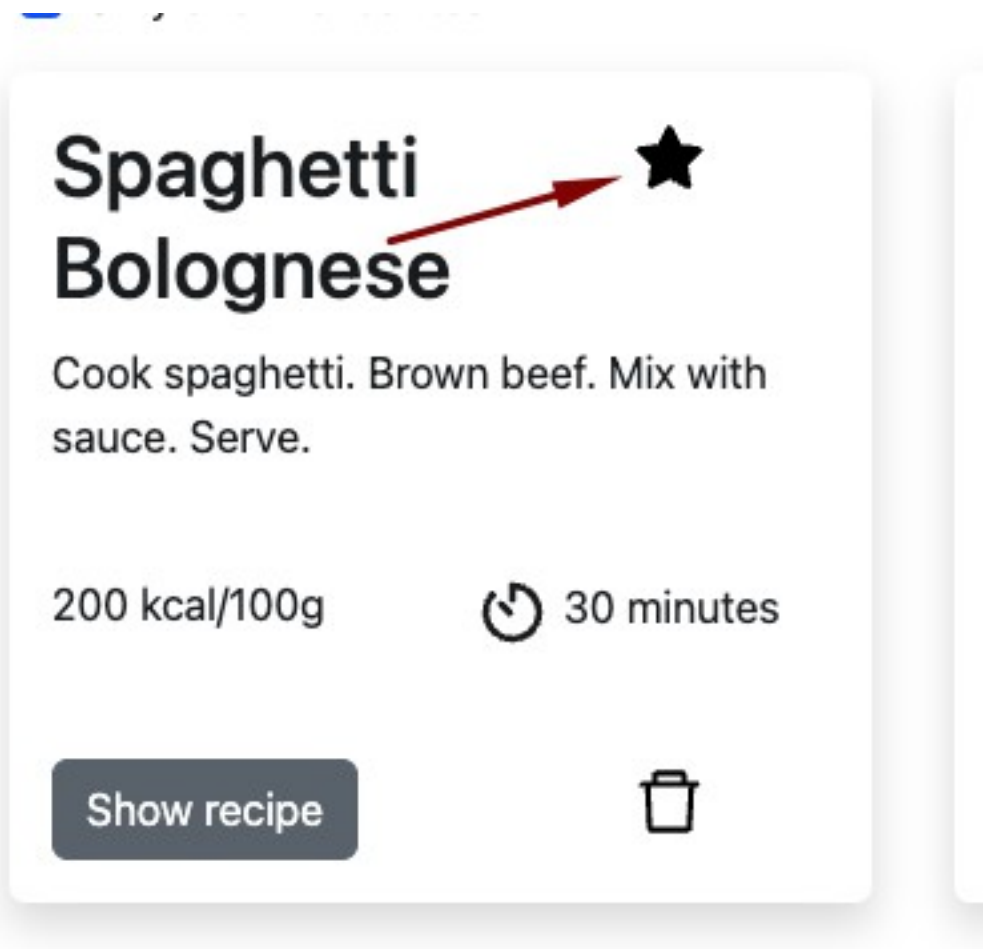 Spaghetti
Bolognese
Cook spaghetti. Brown beef. Mix with
sauce. Serve.
200 kcal/100g
30 minutes
Show recipe